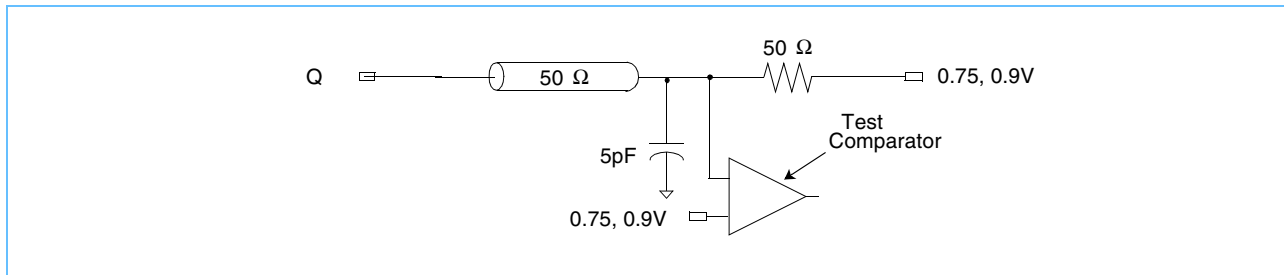 50 Ω
Q
50 Ω
0.75, 0.9V
Test
Comparator
5pF
0.75, 0.9V